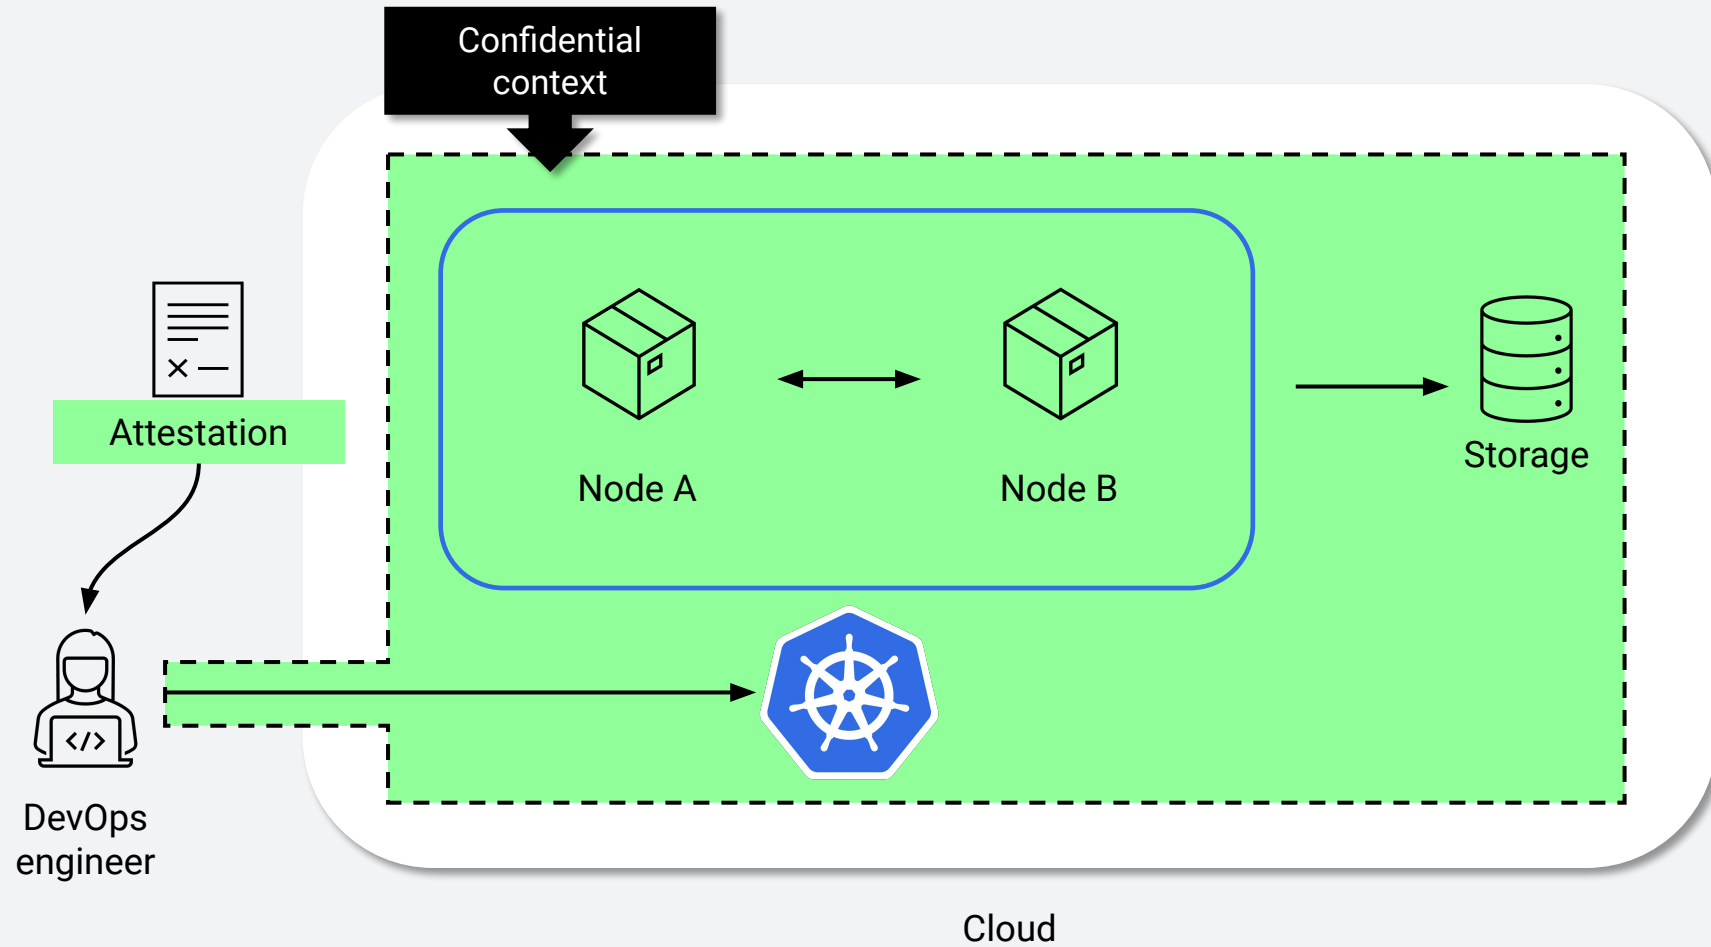 Confidential
context
Attestation
Node A
Node B
Storage
</>
DevOps
engineer
Cloud